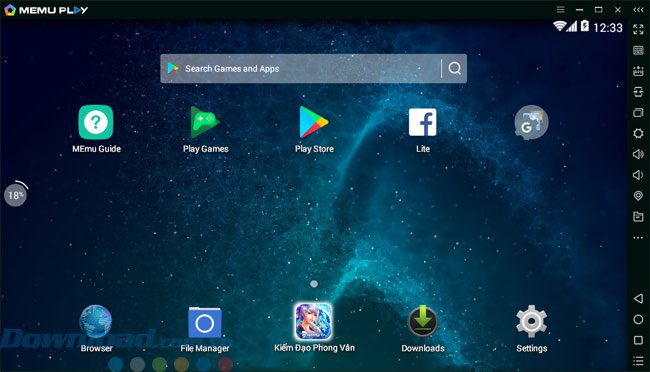 MEMU PLAY
12:33
Search Games and Apps
MEmu Guide
Play Games
Play Store
Lite
G
18%
Browser
File Manager
Kiếm Đạo Phong Vân
Downloads
Settings
Download.com